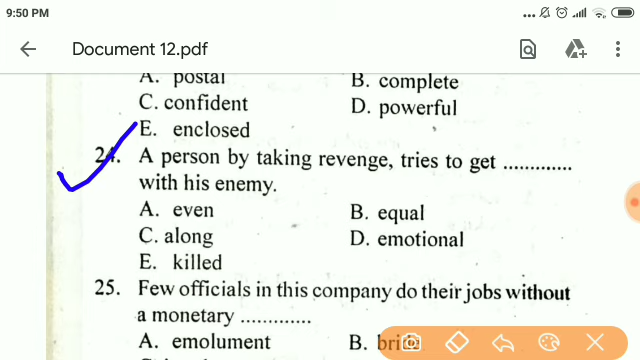 9:50 PM
Document 12.pdf
A. postal B. complete
C. confident D. powerful
E. enclosed
24. A person by taking revenge, tries to get .............
with his enemy.
A. even B. equal
C. along D. emotional
E. killed
25. Few officials in this company do their jobs without
a monetary .............
A. emolument B.